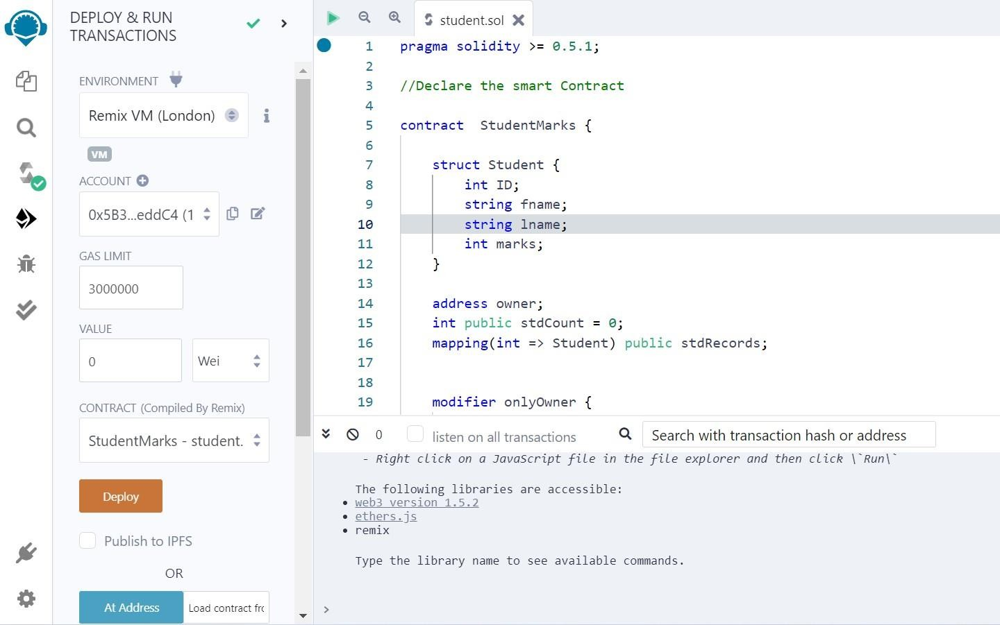 DEPLOY & RUN
TRANSACTIONS
ENVIRONMENT
Remix VM (London)
VM
ACCOUNT
0x5B3...eddC4 (1
GAS LIMIT
3000000
VALUE
0
Wei
CONTRACT (Compiled By Remix)
StudentMarks - student.
Deploy
Publish to IPFS
OR
At Address
Load contract fro
student.sol
1 pragma solidity >= 0.5.1;
2
3 //Declare the smart Contract
4
5 contract  StudentMarks {
6
7 struct Student {
8 int ID;
9 string fname;
10 string lname;
11 int marks;
12 }
13
14 address owner;
15 int public stdCount = 0;
16 mapping(int => Student) public stdRecords;
17
18
19 modifier onlyOwner {
0
listen on all transactions
Search with transaction hash or address
- Right click on a JavaScript file in the file explorer and then click \`Run\`
The following libraries are accessible:
• web3 version 1.5.2
• ethers.js
• remix
Type the library name to see available commands.
>